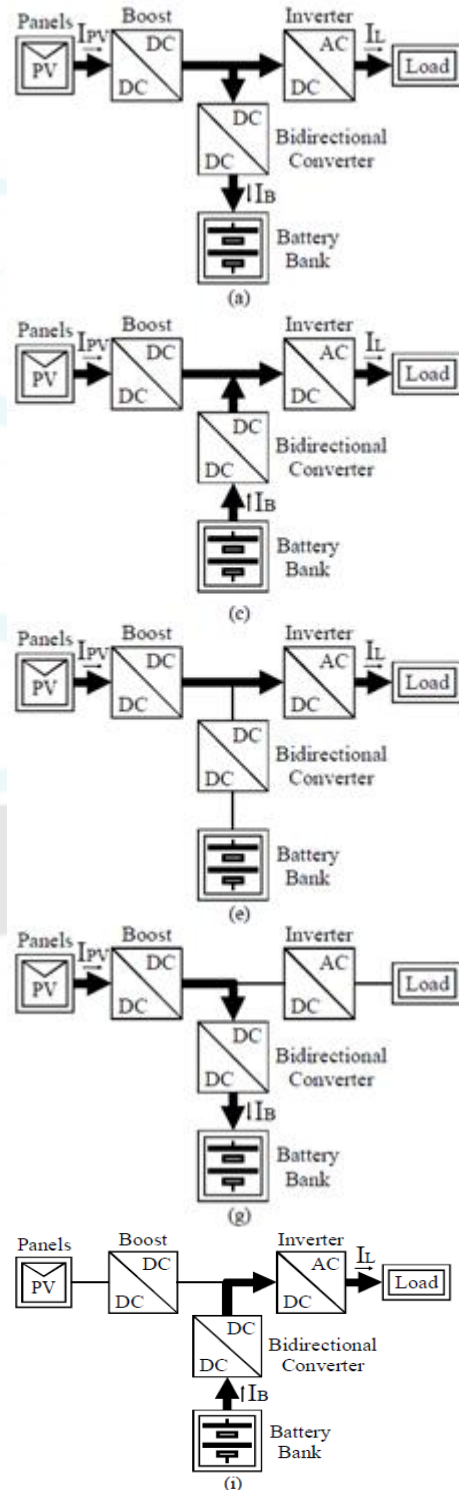 Panels Boost Inverter
IPV IL
PV DC DC AC DC Load
DC DC
Bidirectional
Converter
IB
Battery
Bank
(a)
Panels Boost Inverter
IPV IL
PV DC DC AC DC Load
DC DC
Bidirectional
Converter
IB
Battery
Bank
(c)
Panels Boost Inverter
IPV IL
PV DC DC AC DC Load
DC DC
Bidirectional
Converter
Battery
Bank
(e)
Panels Boost Inverter
IPV
PV DC DC AC DC Load
DC DC
Bidirectional
Converter
IB
Battery
Bank
(g)
Panels Boost Inverter
IL
PV DC DC AC DC Load
DC DC
Bidirectional
Converter
IB
Battery
Bank
(i)